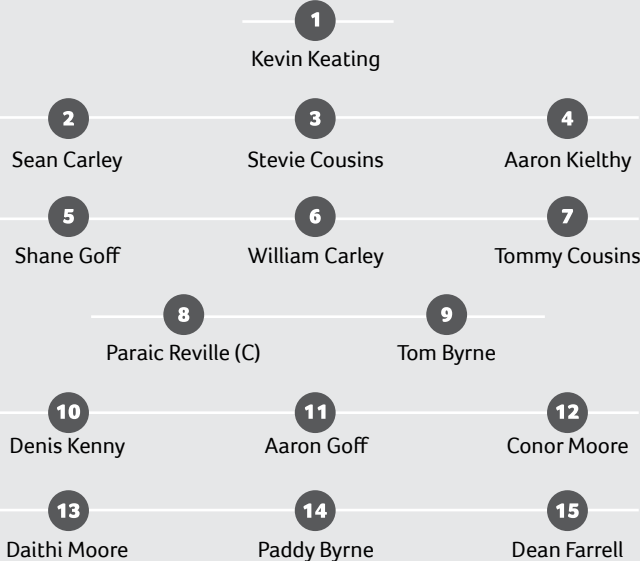 1
Kevin Keating
2 3 4
Sean Carley Stevie Cousins Aaron Kielthy
5 6 7
Shane Goff William Carley Tommy Cousins
8 9
Paraic Reville (C) Tom Byrne
10 11 12
Denis Kenny Aaron Goff Conor Moore
13 14 15
Daithi Moore Paddy Byrne Dean Farrell